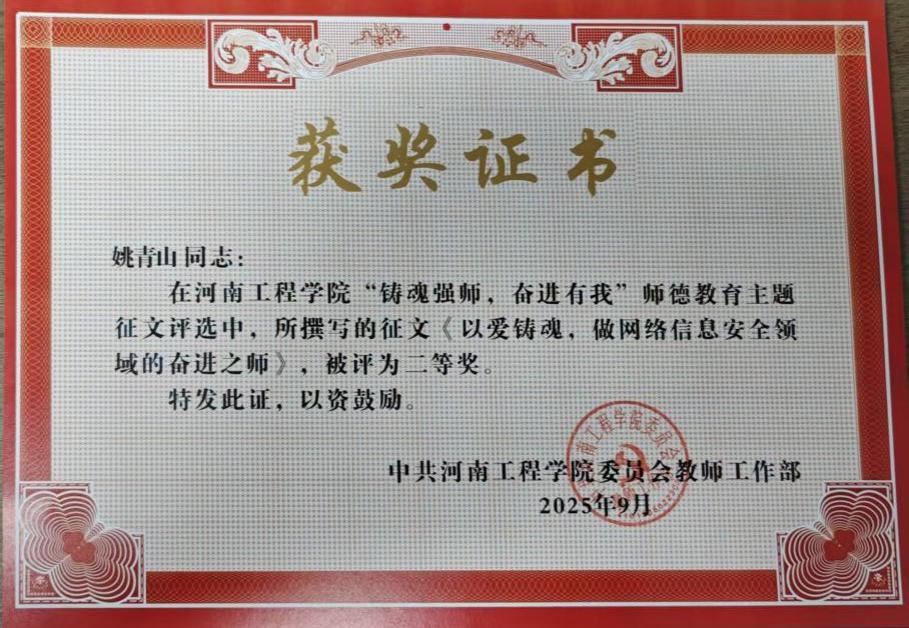 获奖证书
姚青山同志：
在河南工程学院“铸魂强师，奋进有我”师德教育主题
征文评选中，所撰写的征文《以爱铸魂，做网络信息安全领
域的奋进之师》，被评为二等奖。
特发此证，以资鼓励。
中共河南工程学院委员会教师工作部
2025年9月